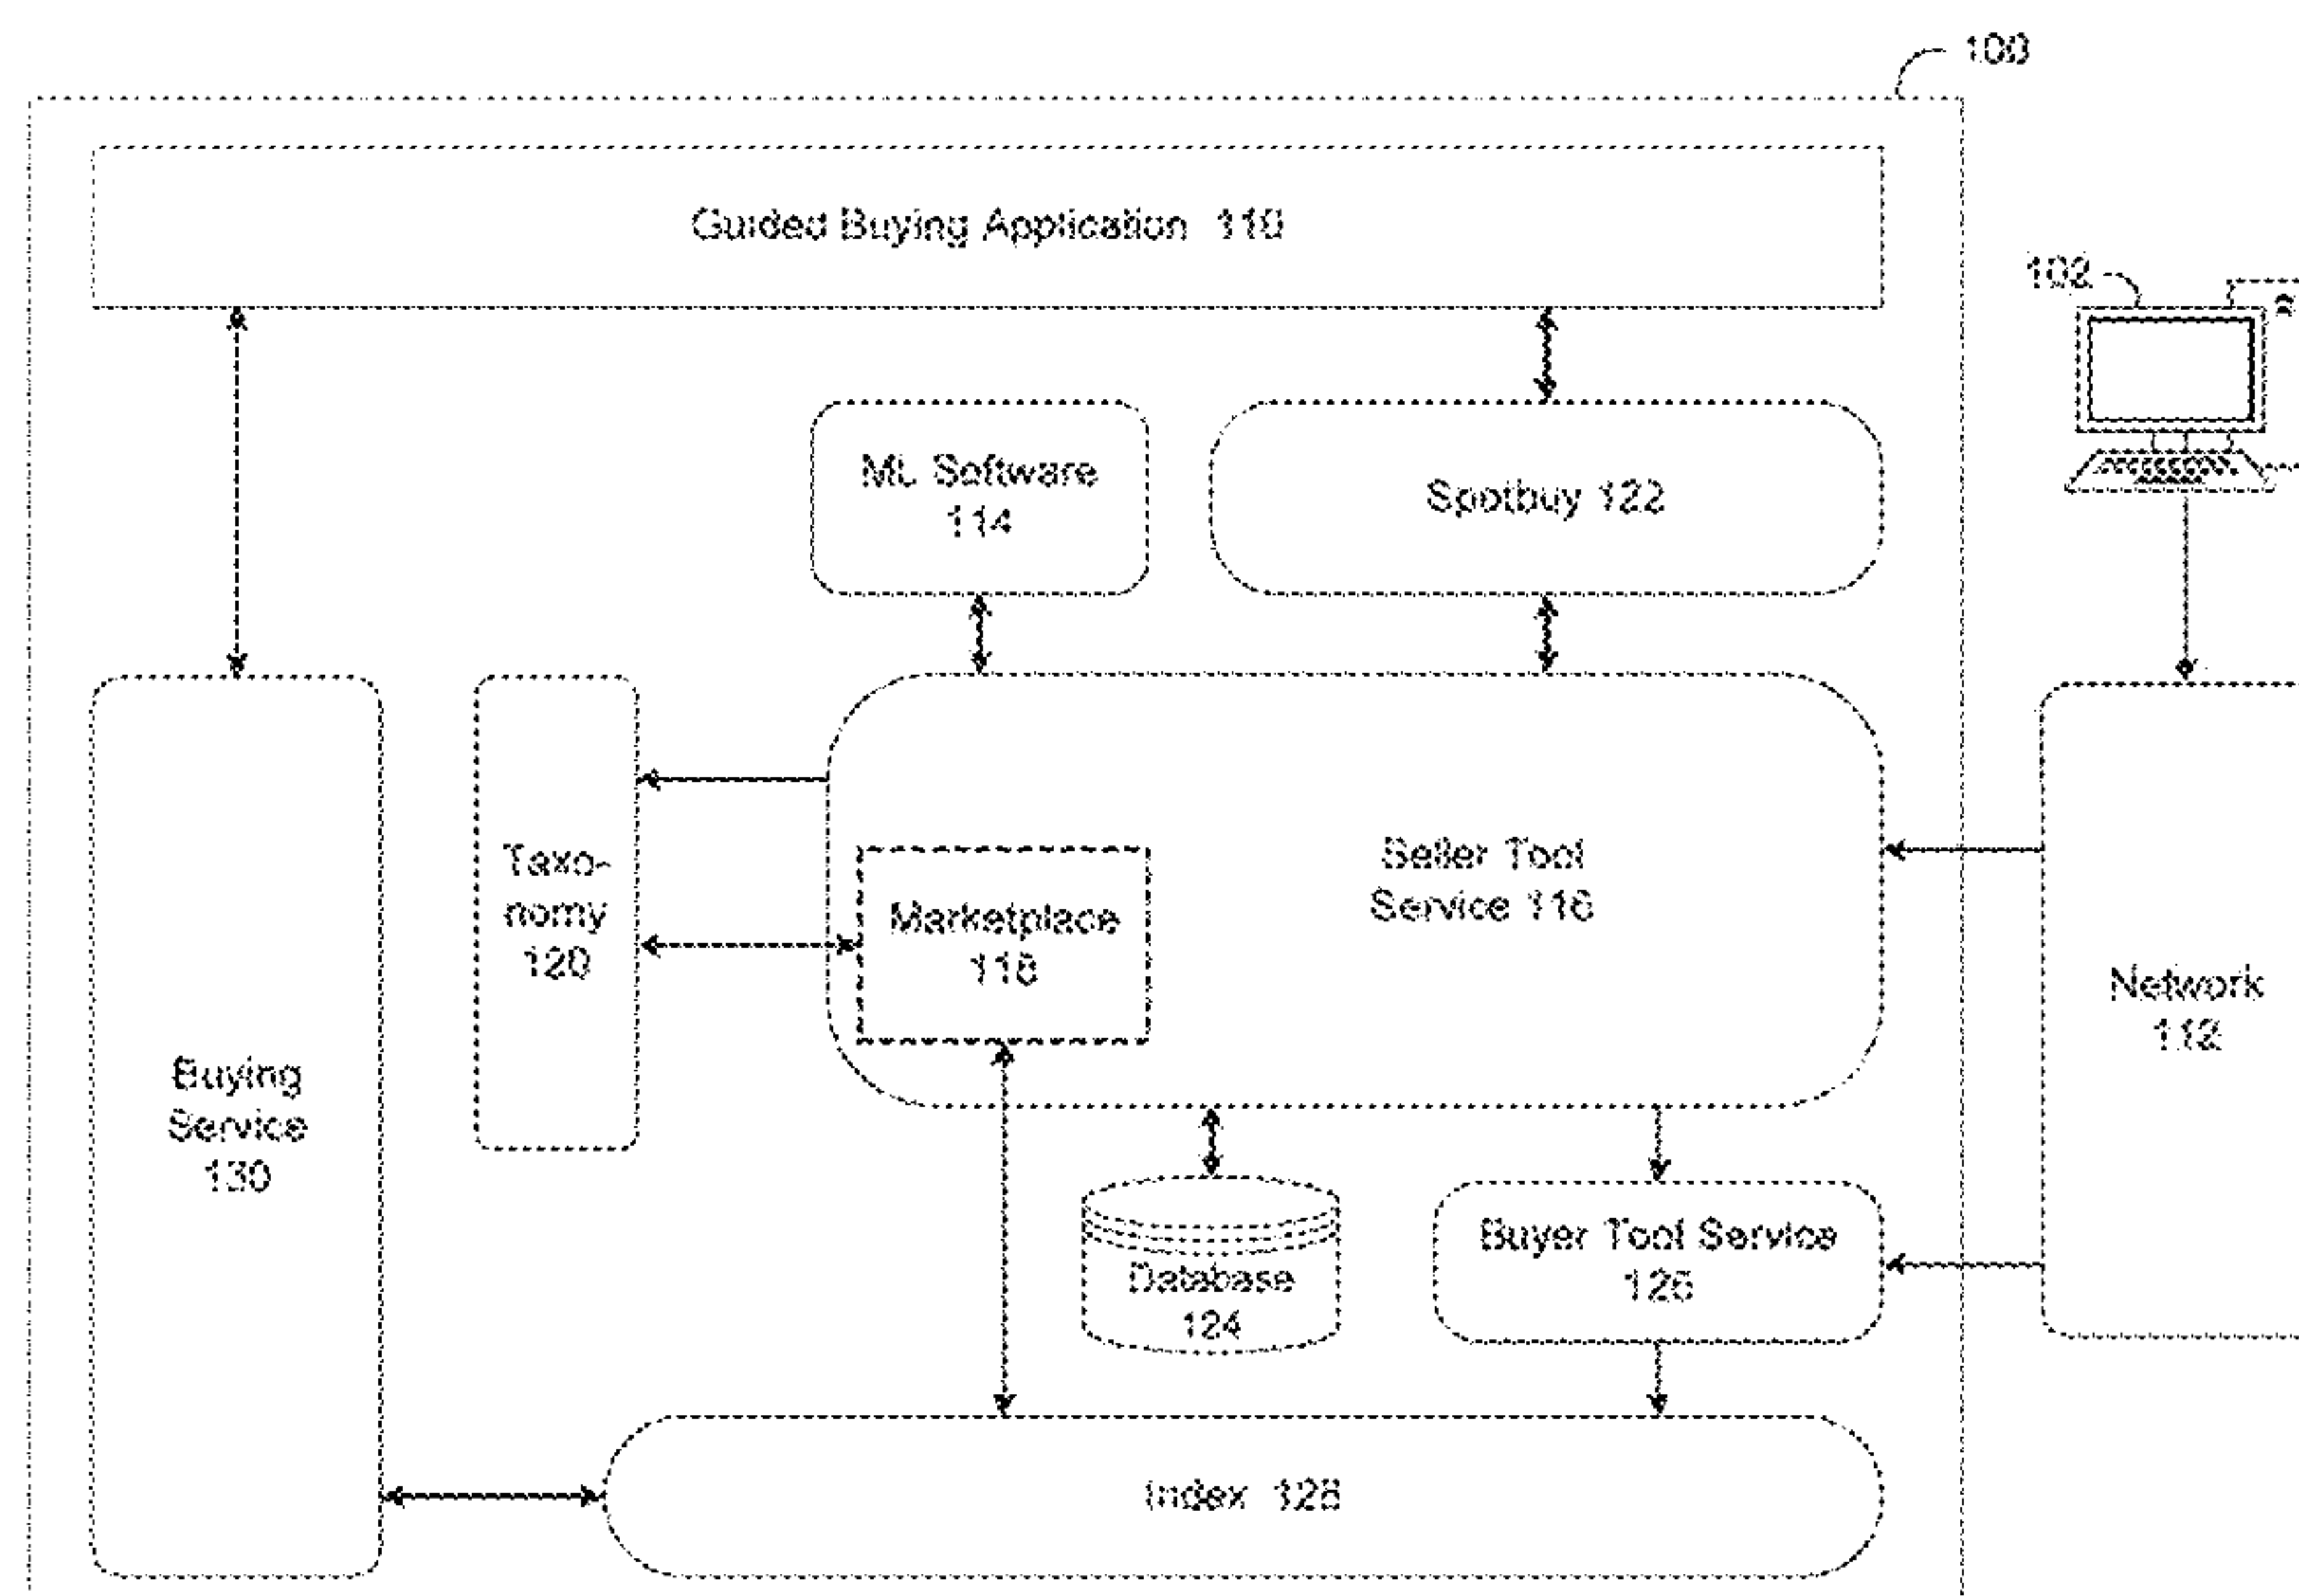 100
Guided Buying Application 110
102
ML Software
114
Spotbuy 122
Taxo-
nomy
120
Marketplace
118
Seller Tool
Service 116
Network
112
Buying
Service
130
Database
124
Buyer Tool Service
126
Index 128